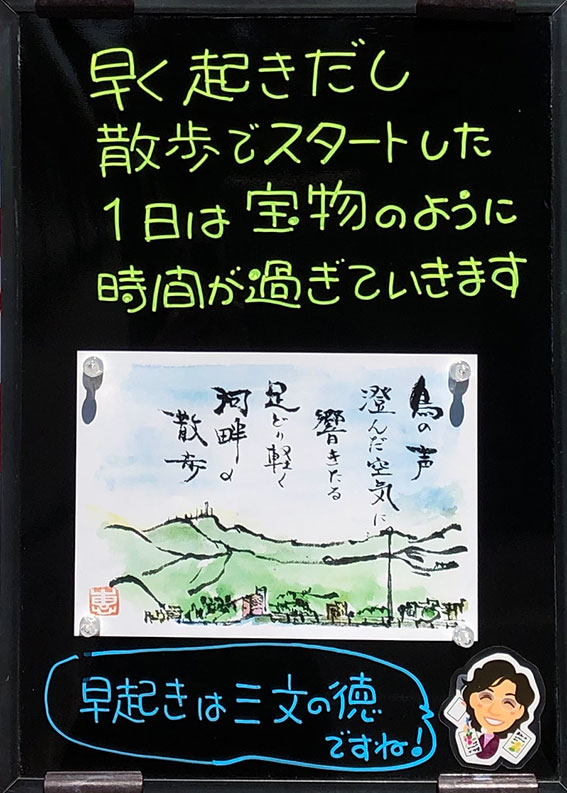 早く起きだし
散歩でスタートした
1日は宝物のように
時間が過ぎていきます
鳥の声
澄んだ空気に
響きたる
足どり軽く
河畔の
散歩
恵
早起きは三文の徳
ですね!